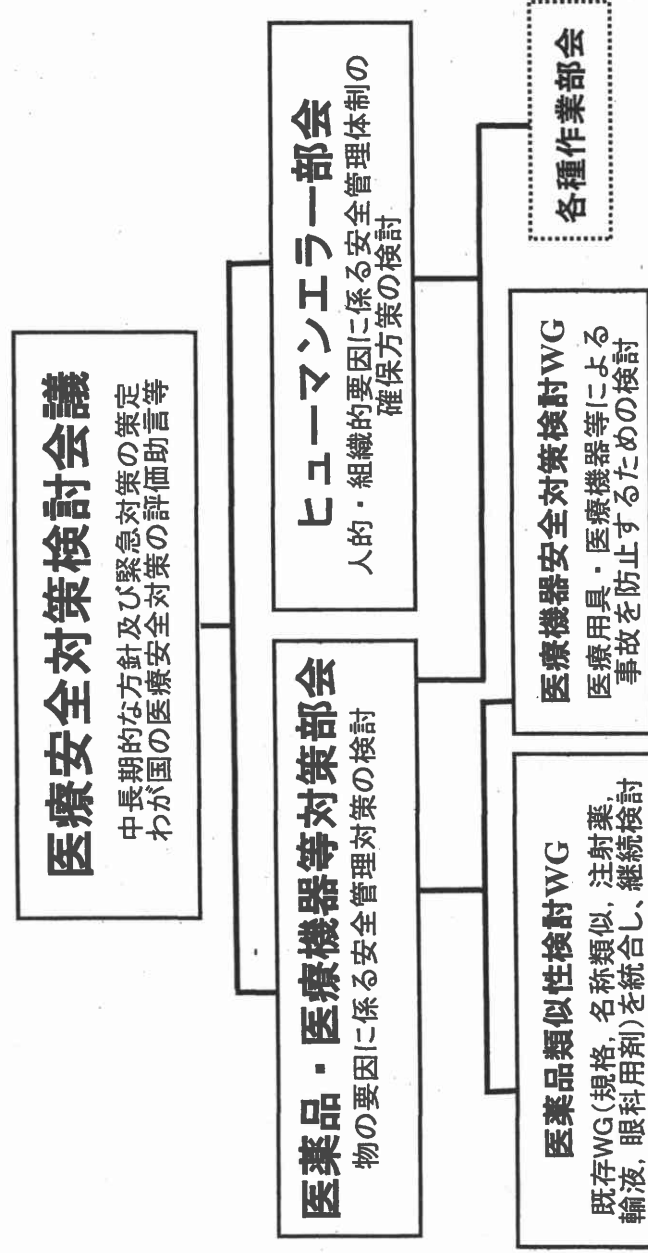 医療安全対策検討会議
中長期的な方針及び緊急対策の策定
わが国の医療安全対策の評価助言等
医薬品・医療機器等対策部会
物の要因に係る安全管理対策の検討
ヒューマンエラー部会
人的・組織的要因に係る安全管理体制の
確保方策の検討
医薬品類似性検討WG
既存WG(規格, 名称類似, 注射薬,
輸液, 眼科用剤)を統合し、継続検討
医療機器安全対策検討WG
医療用具・医療機器等による
事故を防止するための検討
各種作業部会